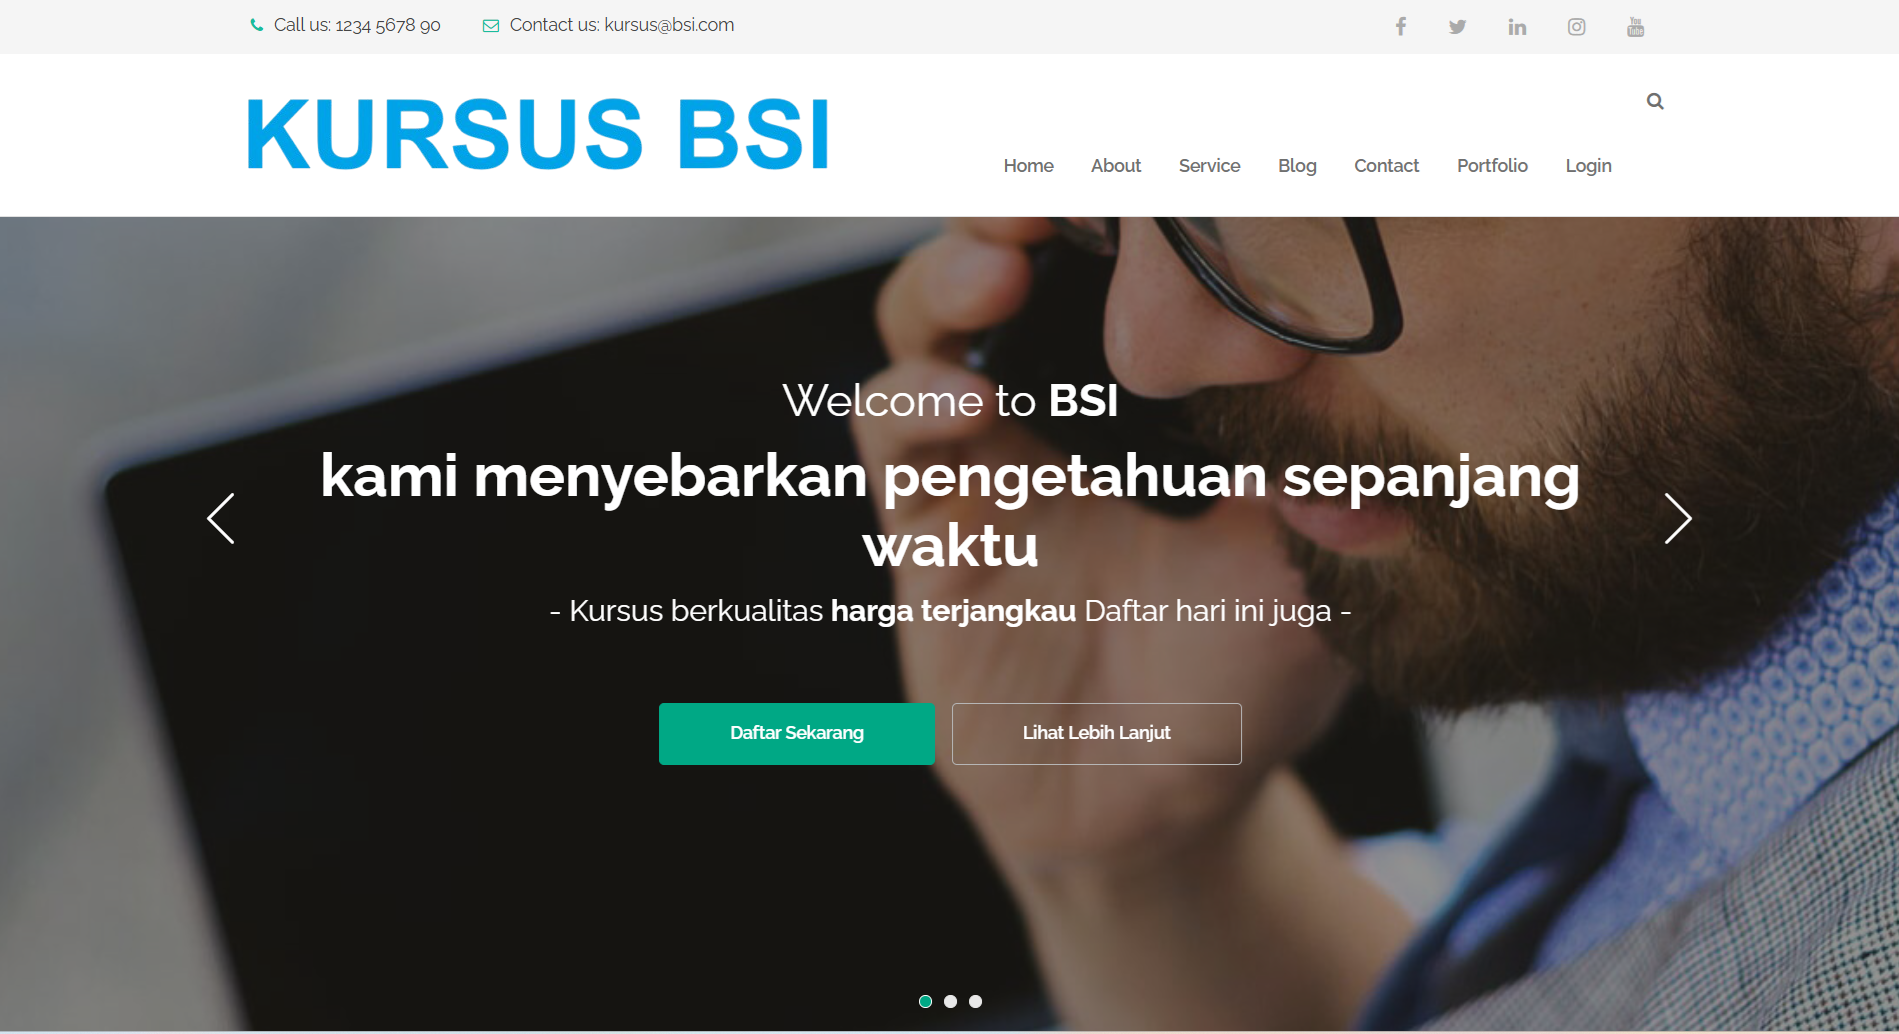 Call us: 1234 5678 90
Contact us: kursus@bsi.com
You
Tube
KURSUS BSI
Home
About
Service
Blog
Contact
Portfolio
Login
Welcome to BSI
kami menyebarkan pengetahuan sepanjang
waktu
- Kursus berkualitas harga terjangkau Daftar hari ini juga -
Daftar Sekarang
Lihat Lebih Lanjut